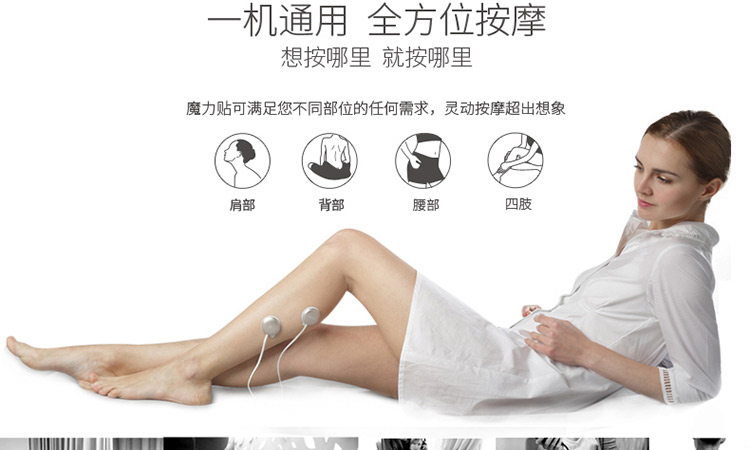 一机通用 全方位按摩
想按哪里 就按哪里
魔力贴可满足您不同部位的任何需求，灵动按摩超出想象
肩部 背部 腰部 四肢